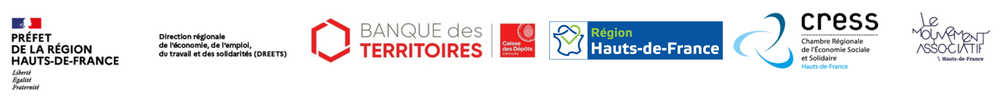 PRÉFET
DE LA RÉGION
HAUTS-DE-FRANCE
Liberté
Égalité
Fraternité
Direction régionale
de l'économie, de l'emploi,
du travail et des solidarités (DREETS)
BANQUE des
TERRITOIRES
Caisse
des Dépôts
GROUPE
Région
Hauts-de-France
cress
Chambre Régionale
de l'Économie Sociale
et Solidaire
Hauts-de-France
Le
MOUVEMENT
ASSOCIATIF
\ Hauts-de-France